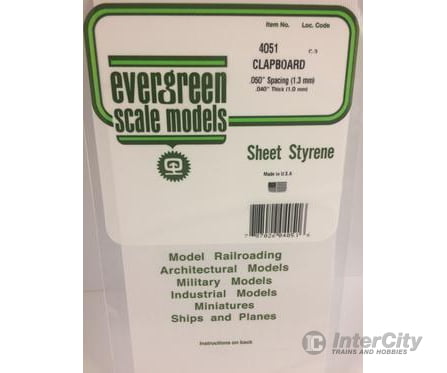 Item No. Loc. Code
4051
CLAPBOARD
.050" Spacing (1.3 mm)
.040" Thick (1.0 mm)
evergreen
scale models
Sheet Styrene
Made in U.S.A
Model Railroading
Architectural Models
Military Models
Industrial Models
Miniatures
Ships and Planes
Instructions on back
InterCity
TRAINS AND HOBBIES